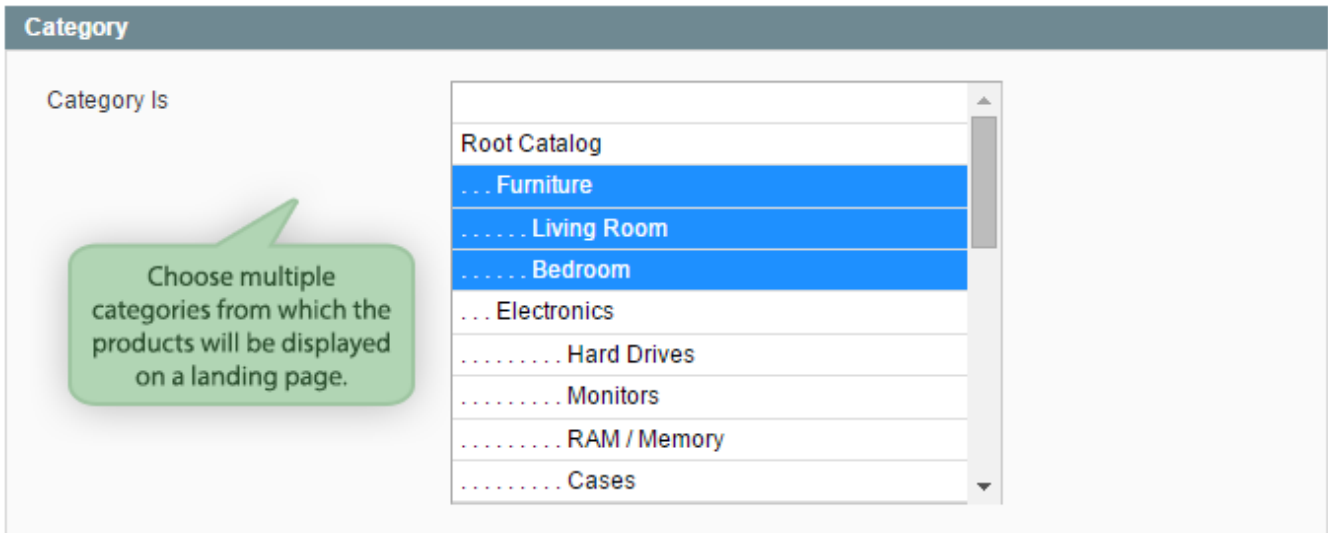 Category
Category Is
Root Catalog
. . . Furniture
. . . . . . Living Room
. . . . . . Bedroom
. . . Electronics
. . . . . . . . . Hard Drives
. . . . . . . . . Monitors
. . . . . . . . . RAM / Memory
. . . . . . . . . Cases
Choose multiple
categories from which the
products will be displayed
on a landing page.